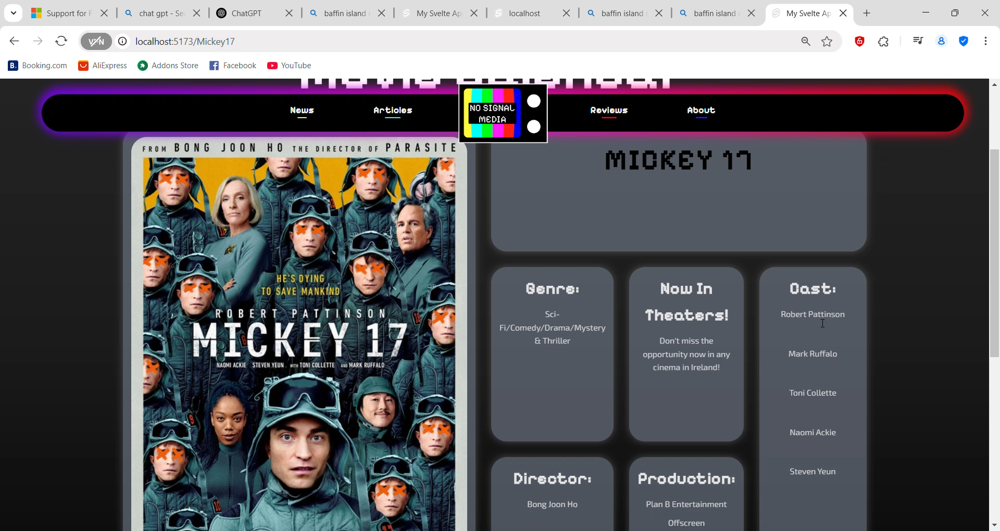 Support for F
chat gpt - Se
ChatGPT
baffin island r
My Svelte Ap
localhost
baffin island r
baffin island r
My Svelte Ap
VPN
localhost:5173/Mickey17
Booking.com
AliExpress
Addons Store
Facebook
YouTube
News
Articles
NO SIGNAL
MEDIA
Reviews
About
FROM BONG JOON HO THE DIRECTOR OF PARASITE
HE'S DYING
TO SAVE MANKIND
ROBERT PATTINSON
MICKEY 17
NAOMI ACKIE STEVEN YEUN WITH TONI COLLETTE AND MARK RUFFALO
MICKEY 17
Genre:
Sci-
Fi/Comedy/Drama/Mystery
& Thriller
Now In
Theaters!
Don't miss the
opportunity now in any
cinema in Ireland!
Cast:
Robert Pattinson
Mark Ruffalo
Toni Collette
Naomi Ackie
Steven Yeun
Director:
Bong Joon Ho
Production:
Plan B Entertainment
Offscreen